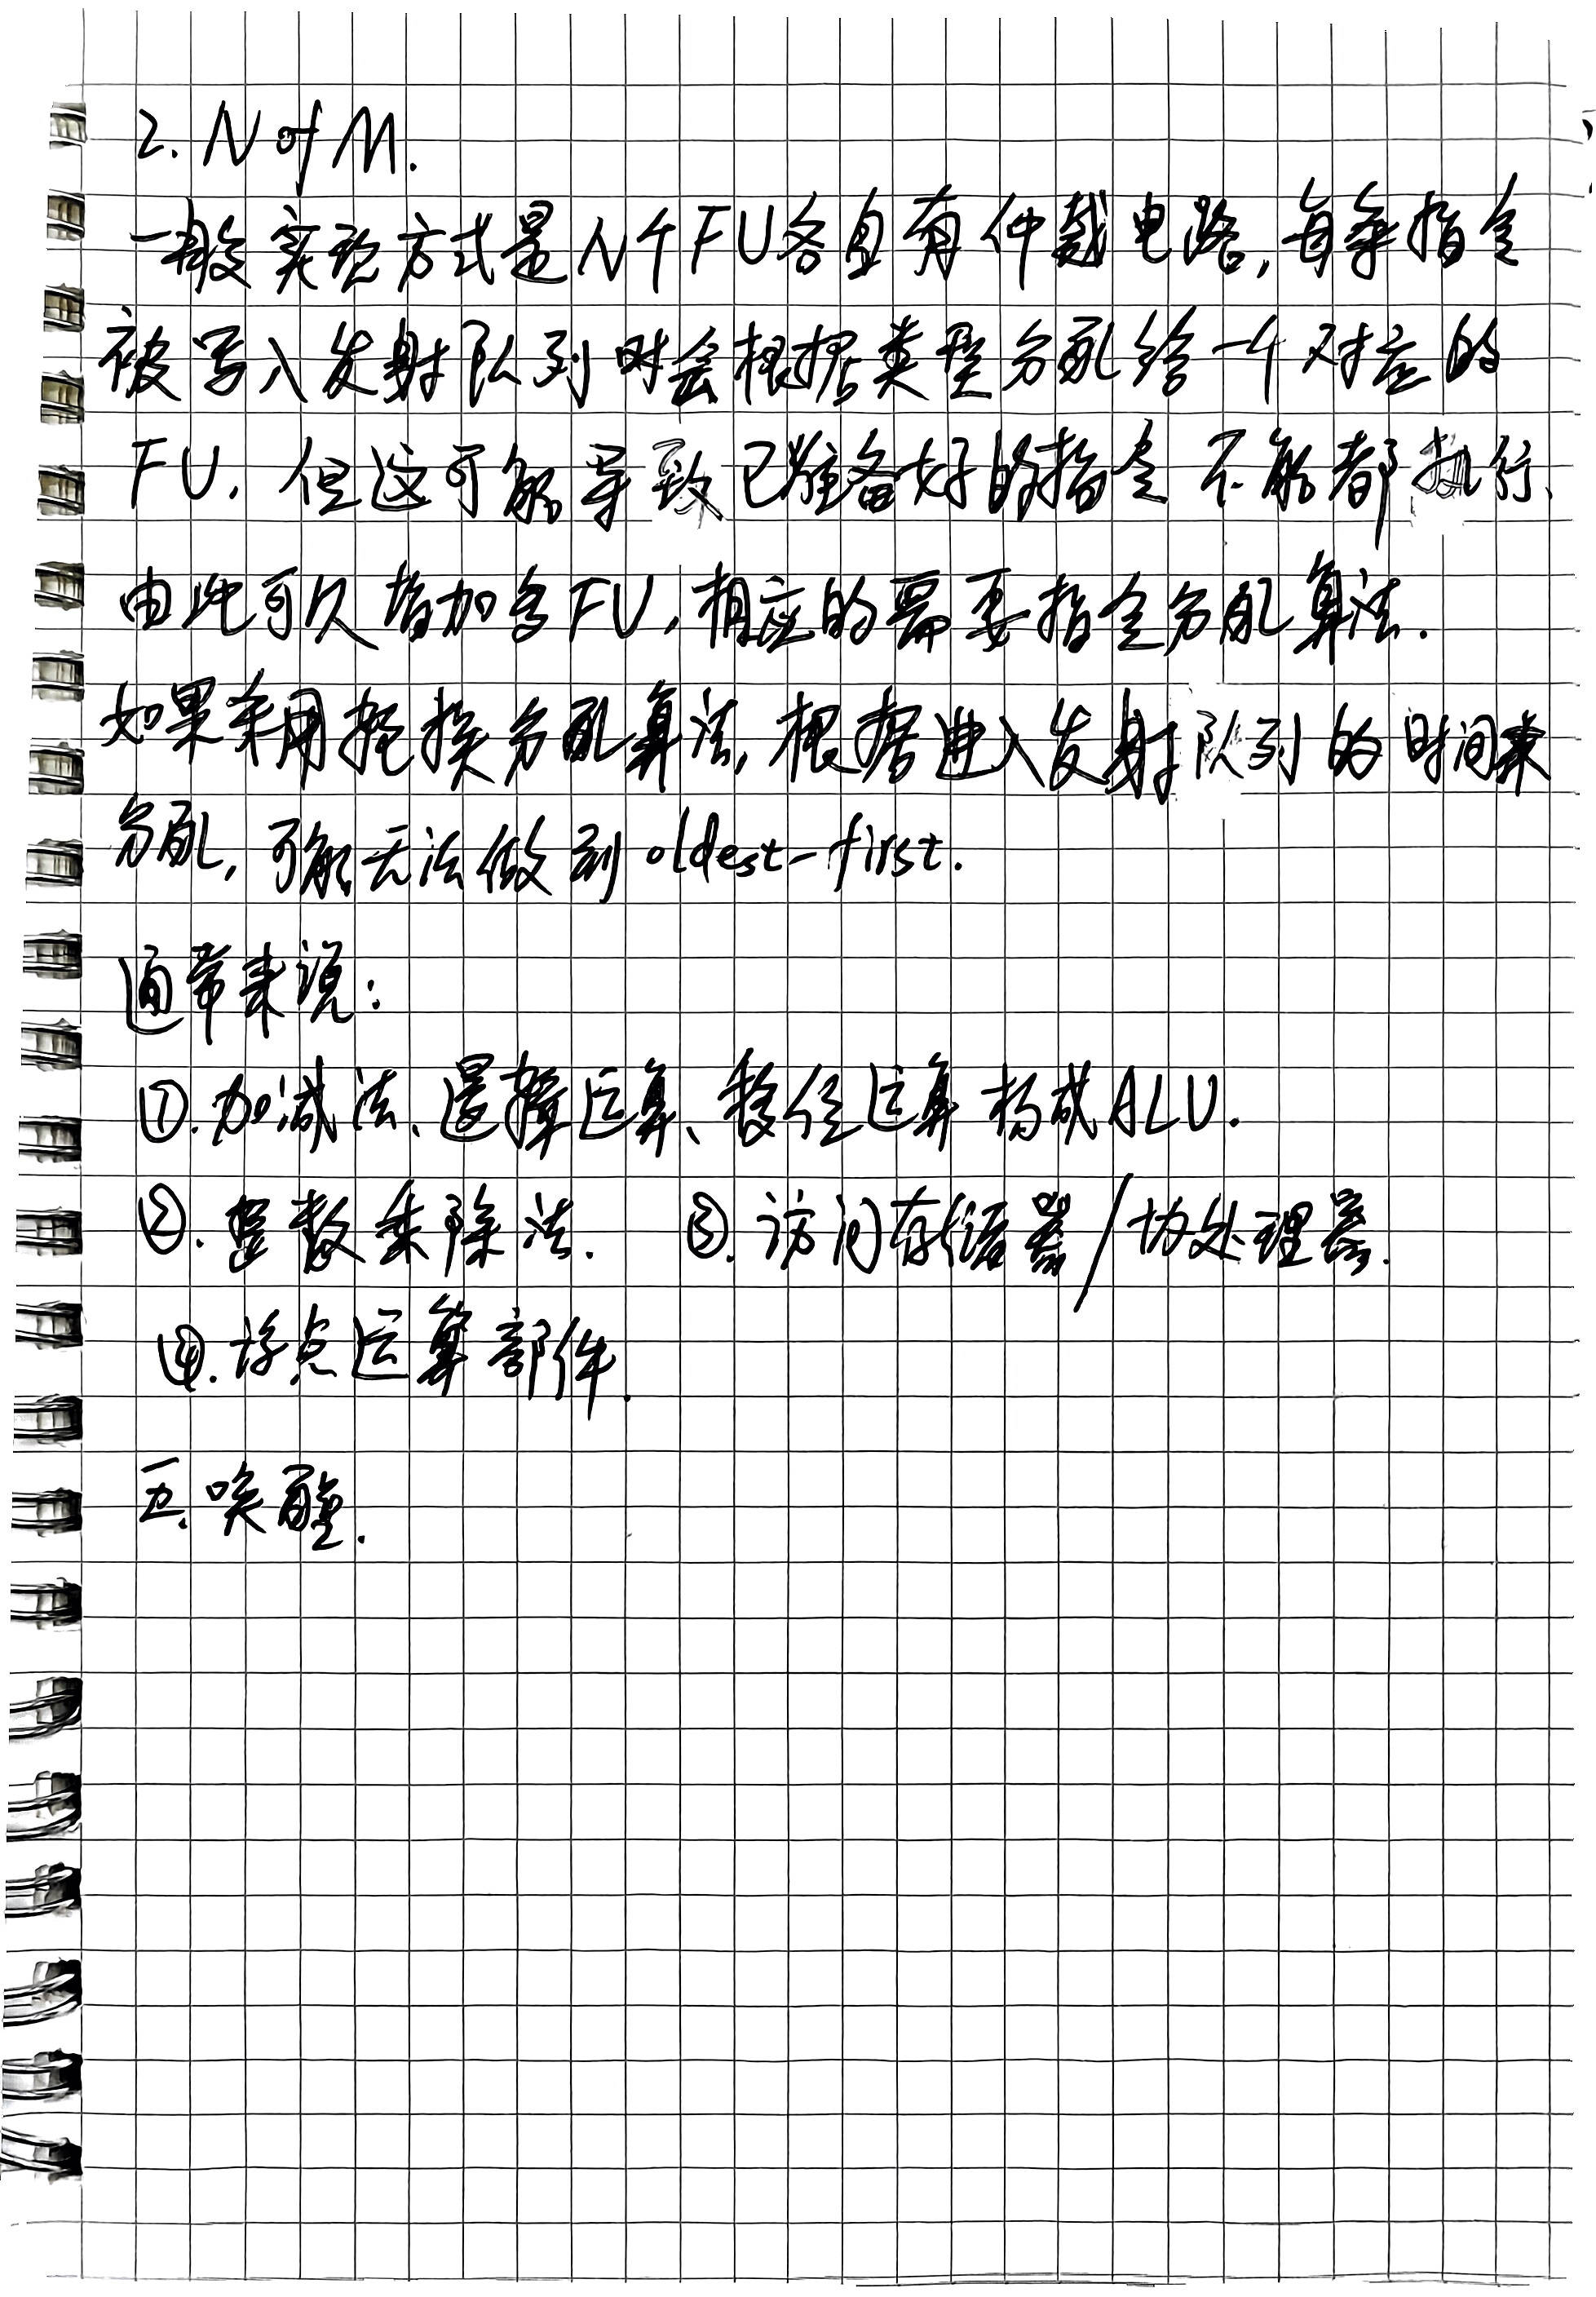 2. N of M.
一般实现方式是N个FU各自有仲裁电路,每条指令
被写入发射队列时会根据类型分配给一个对应的
FU. 但这可能导致已准备好的指令不能都执行.
由此可以增加多FU,相应的需要指令分配算法.
如果采用轮换分配算法,根据进入发射队列的时间来
分配,可能无法做到oldest-first.
通常来说:
①.加减法、逻辑运算、移位运算构成ALU.
②.整数乘除法. ③.访问存储器/协处理器.
④.浮点运算部件.
五.唤醒.